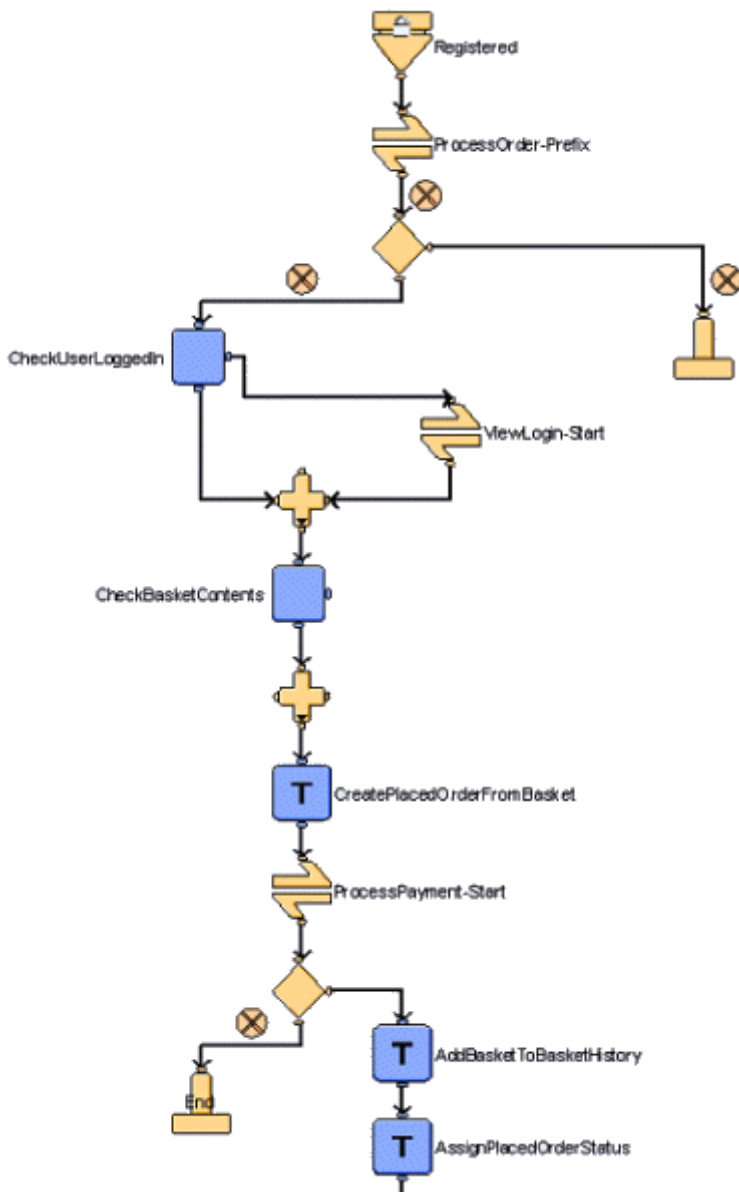 Registered
ProcessOrder-Prefix
CheckUserLoggedIn
ViewLogin-Start
CheckBasketContents
T
CreatePlacedOrderFromBasket
ProcessPayment-Start
T
AddBasketToBasketHistory
End
T
AssignPlacedOrderStatus